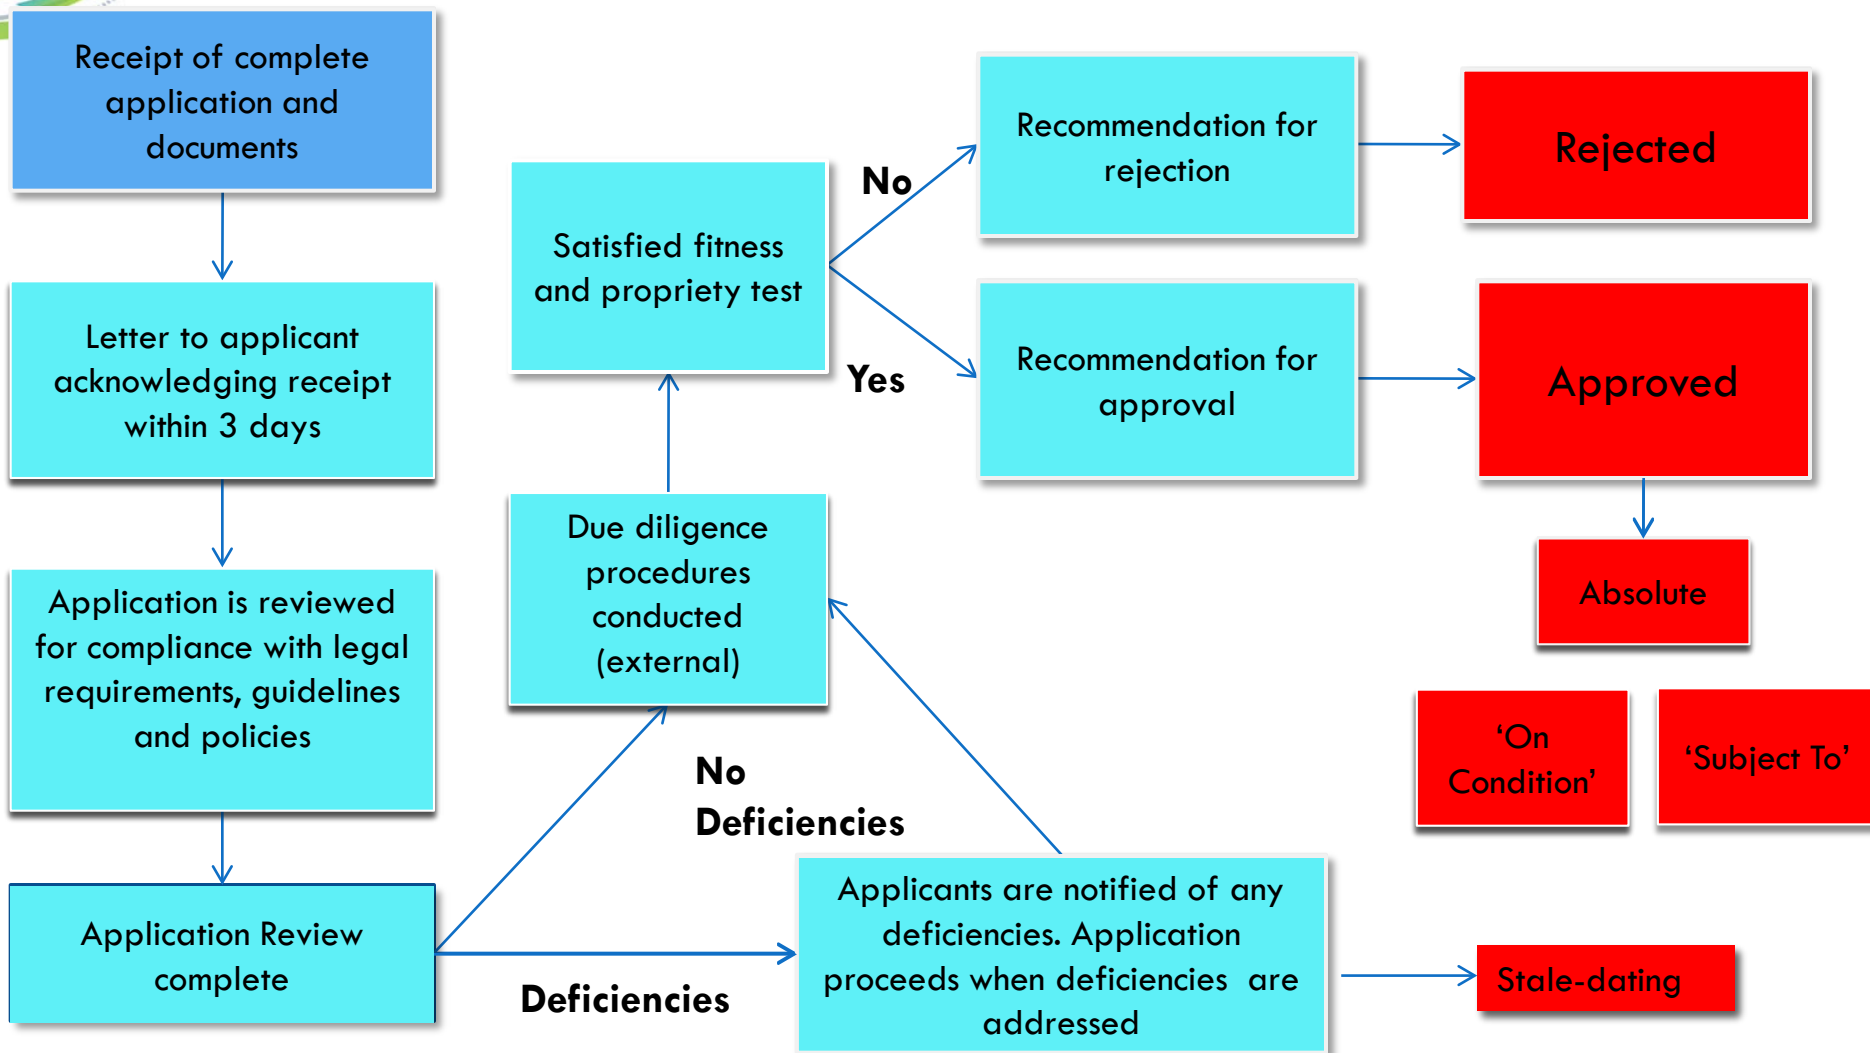 Receipt of complete
application and
documents
Letter to applicant
acknowledging receipt
within 3 days
Application is reviewed
for compliance with legal
requirements, guidelines
and policies
Application Review
complete
Deficiencies
No
Deficiencies
Applicants are notified of any
deficiencies. Application
proceeds when deficiencies are
addressed
Stale-dating
Due diligence
procedures
conducted
(external)
Satisfied fitness
and propriety test
No
Yes
Recommendation for
rejection
Rejected
Recommendation for
approval
Approved
Absolute
‘On
Condition’
‘Subject To’